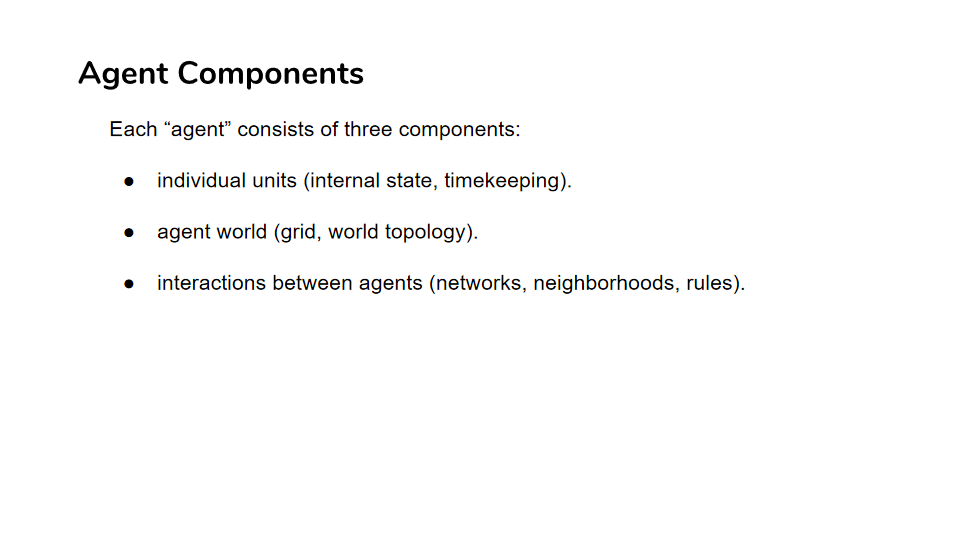 Agent Components
Each “agent” consists of three components:
● individual units (internal state, timekeeping).
● agent world (grid, world topology).
● interactions between agents (networks, neighborhoods, rules).